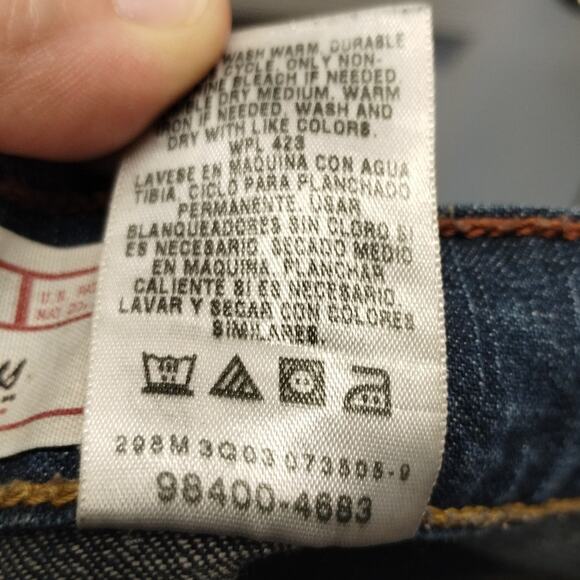 WASH WARM, DURABLE
CYCLE, ONLY NON-
EACH IF NEEDED.
DRY MEDIUM. WARM
IRON IF NEEDED. WASH AND
DRY WITH LIKE COLORS.
WPL 423
LAVESE EN MAQUINA CON AGUA
TIBIA, CICLO PARA PLANCHADO
PERMANENTE. USAR
BLANQUEADORES SIN CLORO SI
ES NECESARIO. SECADO MEDIO
EN MAQUINA. PLANCHAR
CALIENTE SI ES NECESARIO.
LAVAR Y SECAR CON COLORES
SIMILARES.
298M 3Q03 073505-9
98400-4683